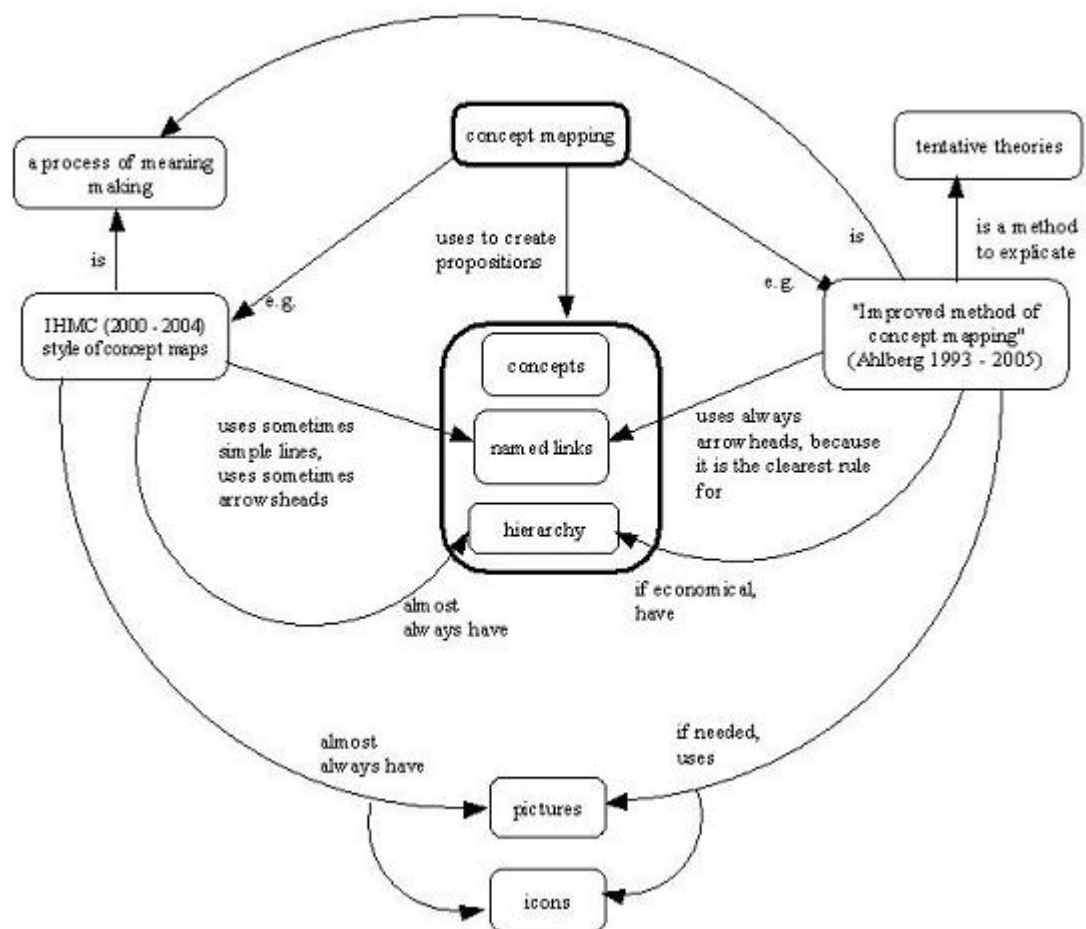 concept mapping
tentative theories
a process of meaning
making
uses to create
propositions
is
is a method
to explicate
is
e.g.
e.g.
IHMC (2000 - 2004)
style of concept maps
"Improved method of
concept mapping"
(Ahlberg 1993 - 2005)
concepts
uses sometimes
simple lines,
uses sometimes
arrowsheads
named links
uses always
arrowheads, because
it is the clearest rule
for
hierarchy
almost
always have
if economical,
have
almost
always have
if needed,
uses
pictures
icons